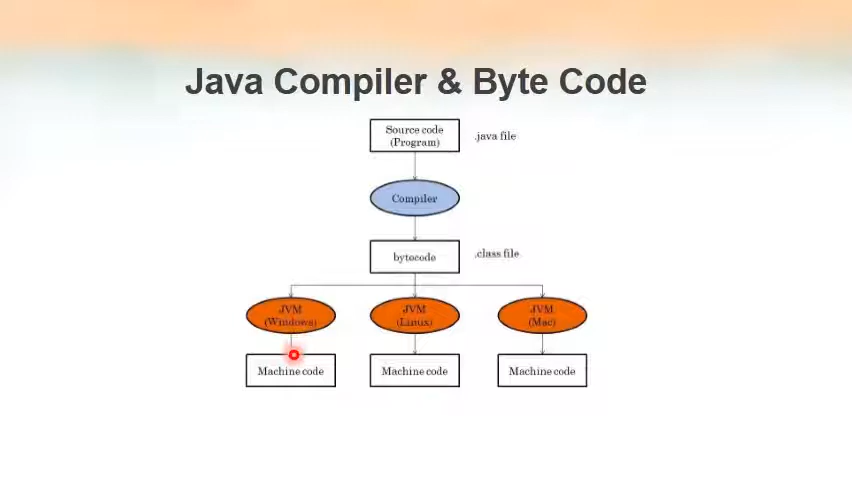 Java Compiler & Byte Code
Source code
(Program)
.java file
Compiler
bytecode
.class file
JVM
(Windows)
JVM
(Linux)
JVM
(Mac)
Machine code
Machine code
Machine code